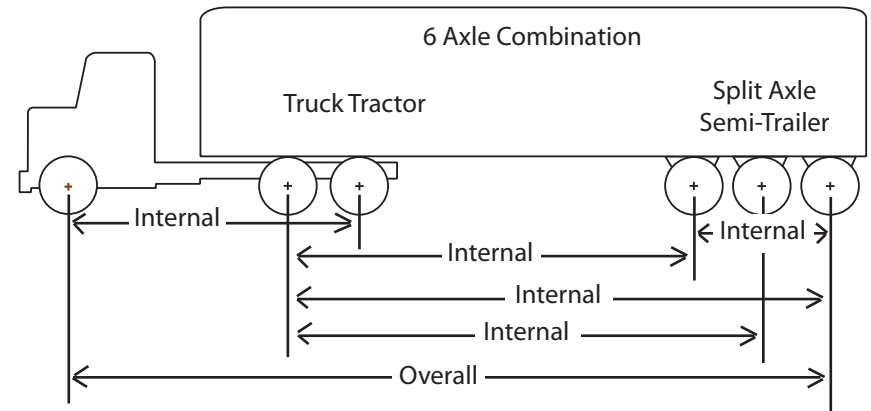 6 Axle Combination
Truck Tractor
Split Axle
Semi-Trailer
Internal
Internal
Internal
Internal
Internal
Overall